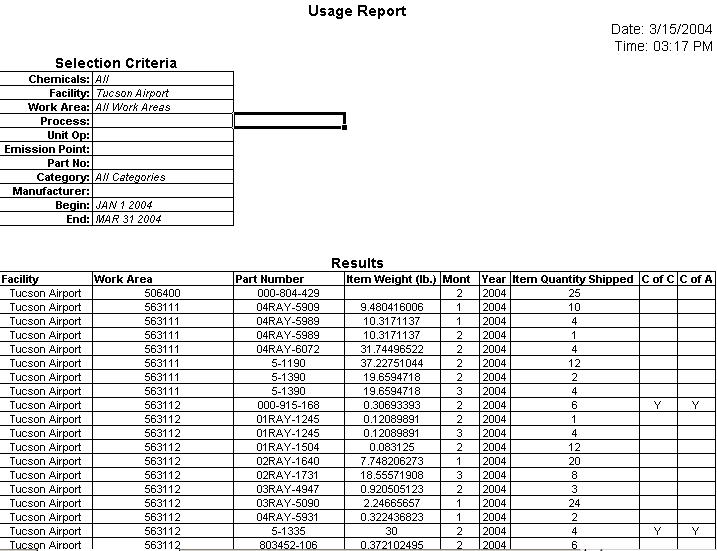 Usage Report
Date: 3/15/2004
Time: 03:17 PM
Selection Criteria
Chemicals: All
Facility: Tucson Airport
Work Area: All Work Areas
Process:
Unit Op:
Emission Point:
Part No:
Category: All Categories
Manufacturer:
Begin: JAN 1 2004
End: MAR 31 2004
Results
Facility Work Area Part Number Item Weight (lb.) Mont Year Item Quantity Shipped C of C C of A
Tucson Airport 506400 000-804-429 2 2004 25
Tucson Airport 563111 04RAY-5909 9.480416006 1 2004 10
Tucson Airport 563111 04RAY-5989 10.3171137 1 2004 4
Tucson Airport 563111 04RAY-5989 10.3171137 2 2004 1
Tucson Airport 563111 04RAY-6072 31.74496522 2 2004 4
Tucson Airport 563111 5-1190 37.22751044 2 2004 12
Tucson Airport 563111 5-1390 19.6594718 2 2004 2
Tucson Airport 563111 5-1390 19.6594718 3 2004 4
Tucson Airport 563112 000-915-168 0.30693393 2 2004 6 Y Y
Tucson Airport 563112 01RAY-1245 0.12089891 2 2004 1
Tucson Airport 563112 01RAY-1245 0.12089891 3 2004 4
Tucson Airport 563112 01RAY-1504 0.083125 2 2004 12
Tucson Airport 563112 02RAY-1640 7.748206273 1 2004 20
Tucson Airport 563112 02RAY-1731 18.55571908 3 2004 8
Tucson Airport 563112 03RAY-4947 0.920505123 2 2004 3
Tucson Airport 563112 03RAY-5090 2.24665657 1 2004 24
Tucson Airport 563112 04RAY-5931 0.322436823 1 2004 2
Tucson Airport 563112 5-1335 30 2 2004 4 Y Y
Tucson Airport 563112 803452-106 0.372102495 2 2004 6